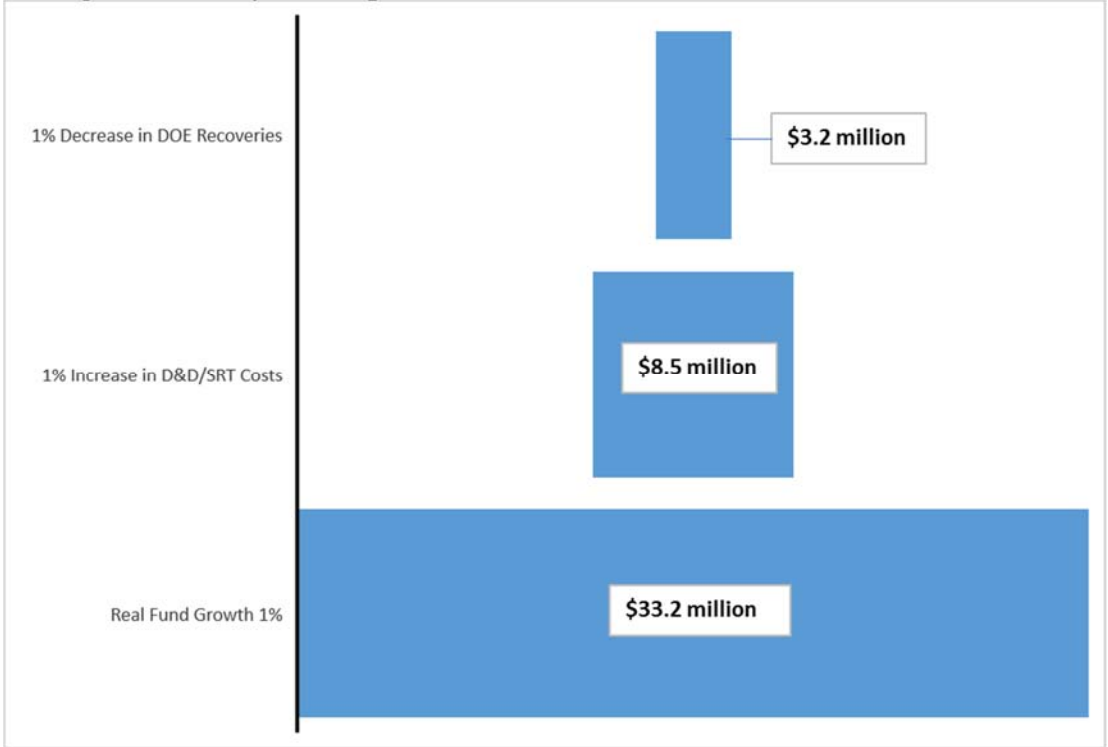 1% Decrease in DOE Recoveries
$3.2 million
1% Increase in D&D/SRT Costs
$8.5 million
Real Fund Growth 1%
$33.2 million